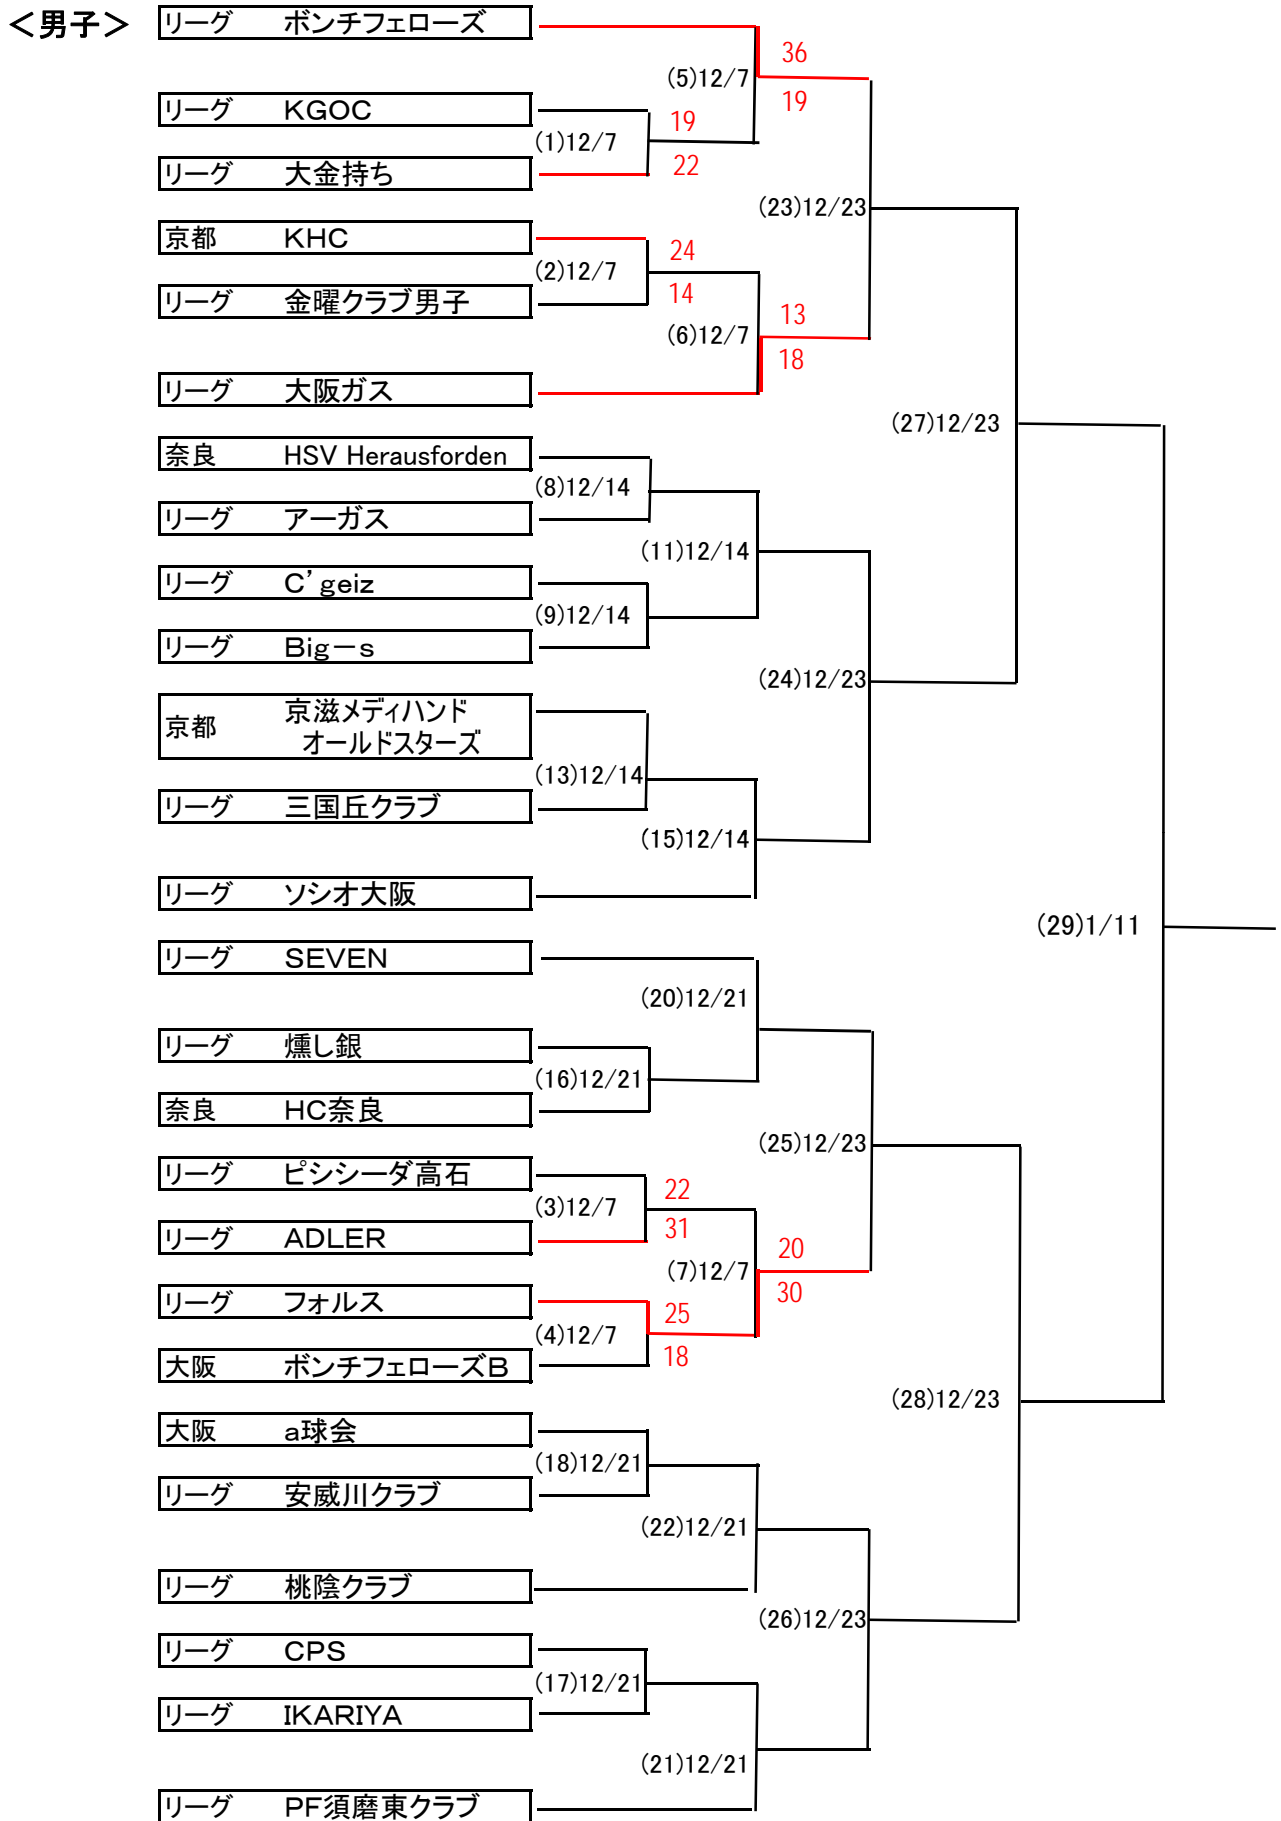 ＜男子＞
リーグ ボンチフェローズ
36
(5)12/7
19
リーグ KGOC
19
(1)12/7
22
リーグ 大金持ち
(23)12/23
京都 KHC
24
(2)12/7
14
リーグ 金曜クラブ男子
13
(6)12/7
18
リーグ 大阪ガス
(27)12/23
奈良 HSV Herausforden
(8)12/14
リーグ アーガス
(11)12/14
リーグ C’geiz
(9)12/14
リーグ Big－s
(24)12/23
京都 京滋メディハンド
オールドスターズ
(13)12/14
リーグ 三国丘クラブ
(15)12/14
リーグ ソシオ大阪
(29)1/11
リーグ SEVEN
(20)12/21
リーグ 燻し銀
(16)12/21
奈良 HC奈良
(25)12/23
リーグ ピシシーダ高石
22
(3)12/7
31
リーグ ADLER
20
(7)12/7
30
リーグ フォルス
25
(4)12/7
18
大阪 ボンチフェローズB
(28)12/23
大阪 a球会
(18)12/21
リーグ 安威川クラブ
(22)12/21
リーグ 桃陰クラブ
(26)12/23
リーグ CPS
(17)12/21
リーグ IKARIYA
(21)12/21
リーグ PF須磨東クラブ